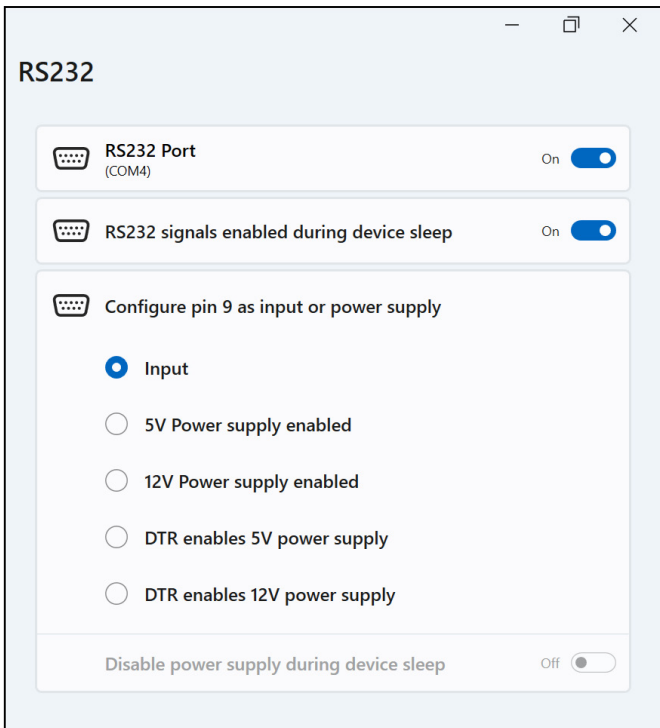 RS232
RS232 Port
(COM4)
On
RS232 signals enabled during device sleep
On
Configure pin 9 as input or power supply
Input
5V Power supply enabled
12V Power supply enabled
DTR enables 5V power supply
DTR enables 12V power supply
Disable power supply during device sleep
Off